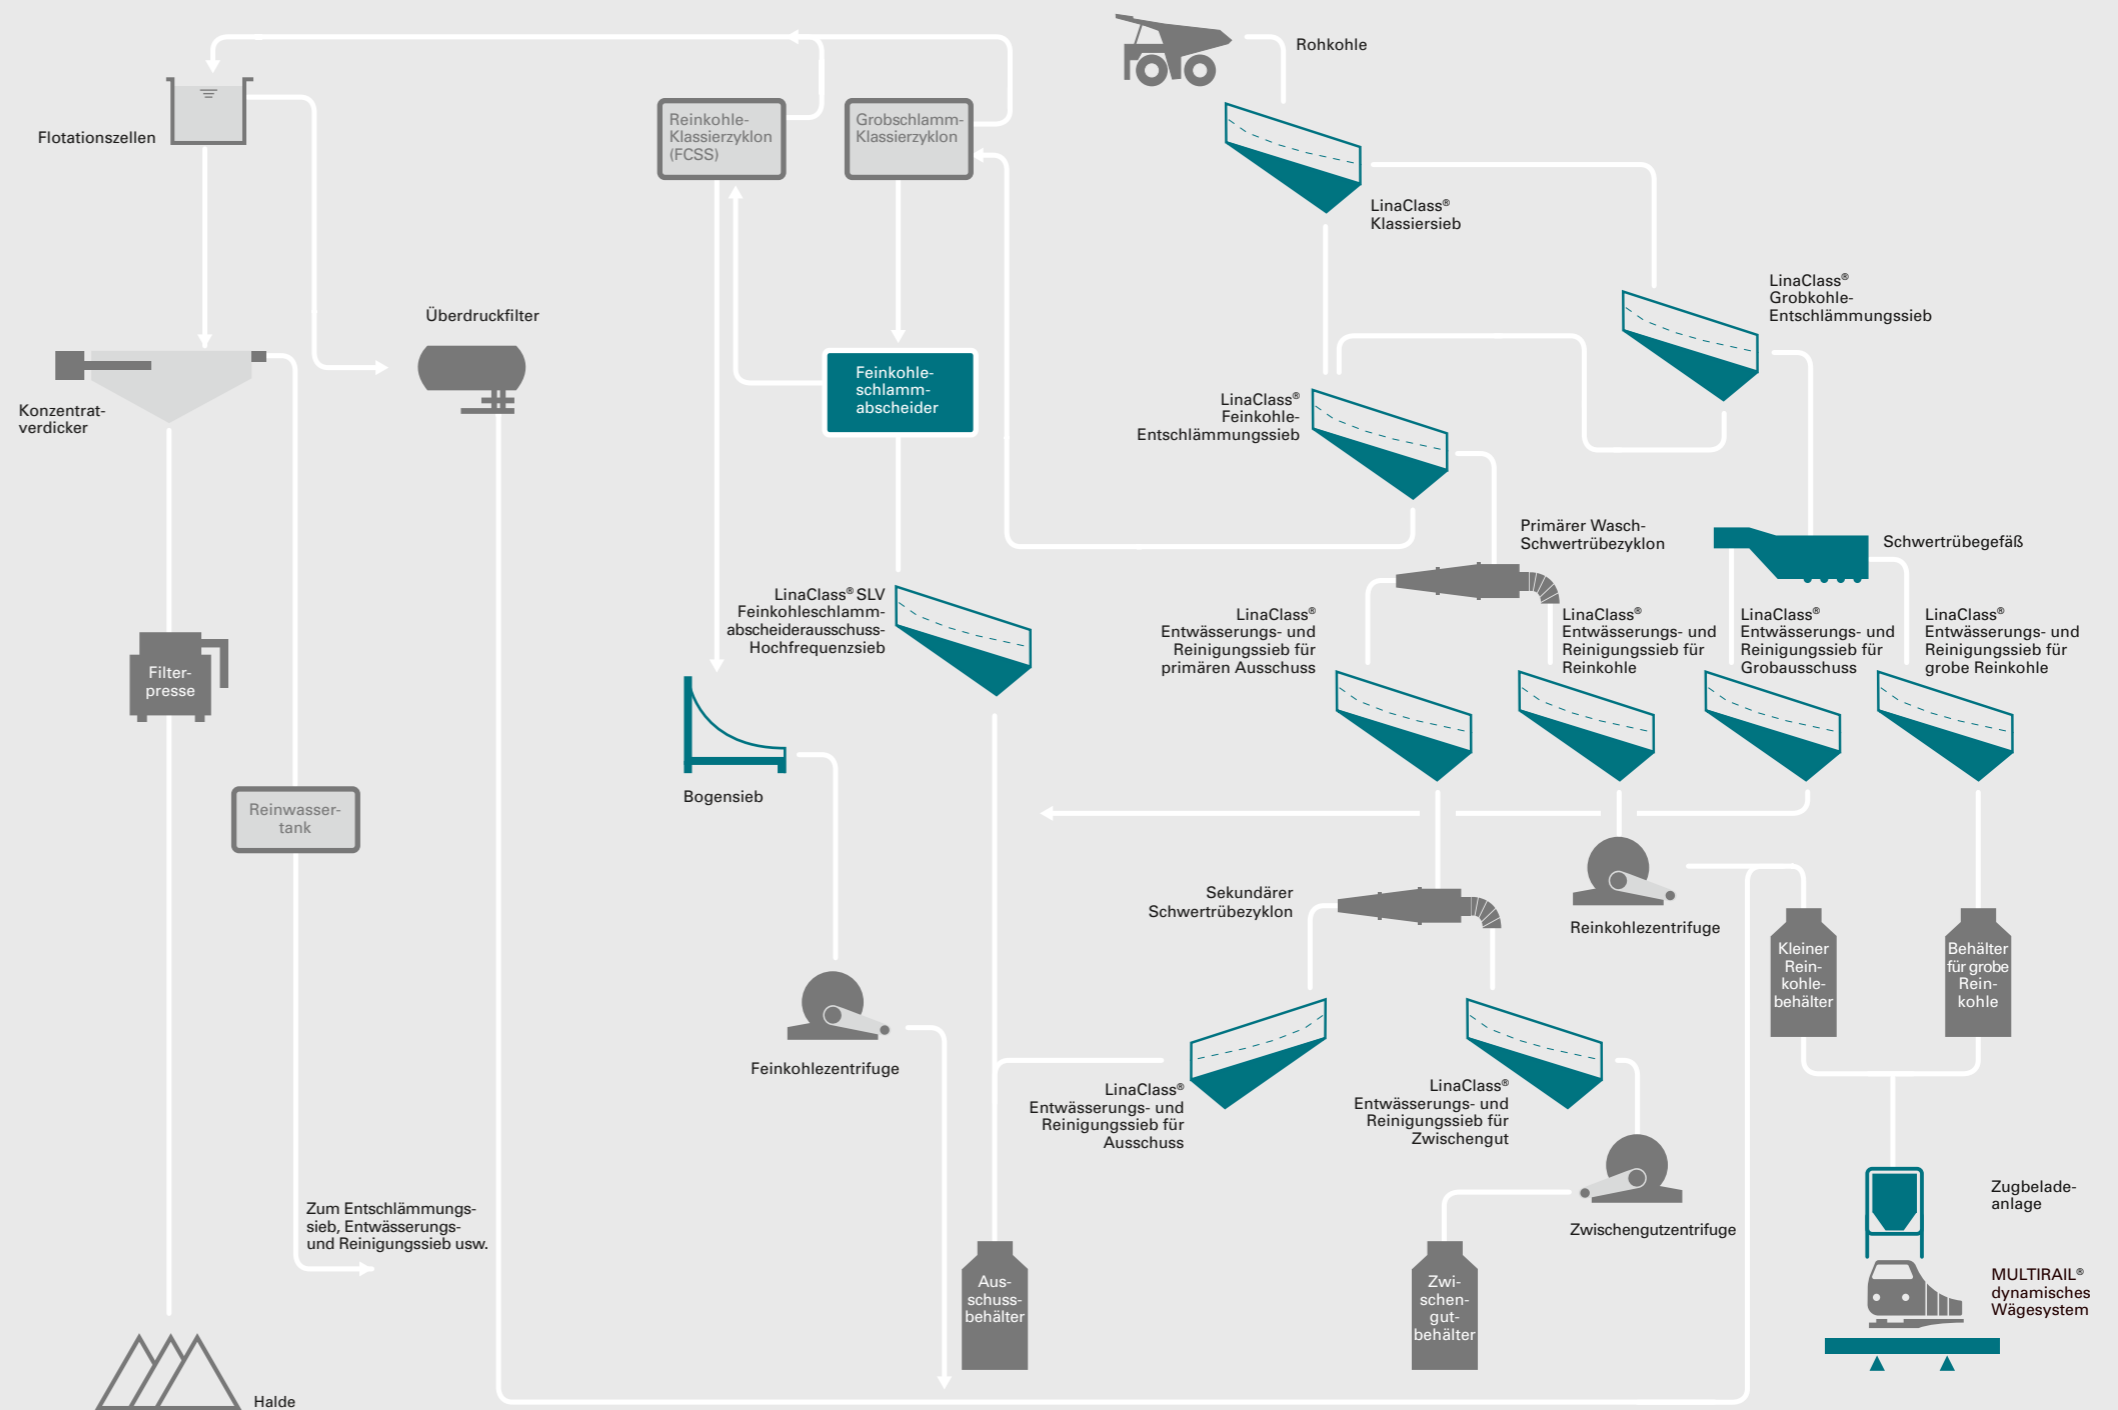 Rohkohle
Reinkohle-
Klassierzyklon
(FCSS)
Grobschlamm-
Klassierzyklon
Flotationszellen
LinaClass®
Klassiersieb
LinaClass®
Grobkohle-
Entschlämmungssieb
Überdruckfilter
Feinkohle-
schlamm-
abscheider
LinaClass®
Feinkohle-
Entschlämmungssieb
Konzentrat-
verdicker
Primärer Wasch-
Schwertrübezyklon
Schwertrübegefäß
LinaClass® SLV
Feinkohleschlamm-
abscheiderausschuss-
Hochfrequenzsieb
LinaClass®
Entwässerungs- und
Reinigungssieb für
primären Ausschuss
LinaClass®
Entwässerungs- und
Reinigungssieb für
Reinkohle
LinaClass®
Entwässerungs- und
Reinigungssieb für
Grobausschuss
LinaClass®
Entwässerungs- und
Reinigungssieb für
grobe Reinkohle
Filter-
presse
Bogensieb
Reinwasser-
tank
Sekundärer
Schwertrübezyklon
Reinkohlezentrifuge
Kleiner
Rein-
kohle-
behälter
Behälter
für grobe
Rein-
kohle
Feinkohlezentrifuge
LinaClass®
Entwässerungs- und
Reinigungssieb für
Ausschuss
LinaClass®
Entwässerungs- und
Reinigungssieb für
Zwischengut
Zum Entschlämmungs-
sieb, Entwässerungs-
und Reinigungssieb usw.
Zwischengutzentrifuge
Zugbelade-
anlage
Aus-
schuss-
behälter
Zwi-
schen-
gut-
behälter
MULTIRAIL®
dynamisches
Wägesystem
Halde